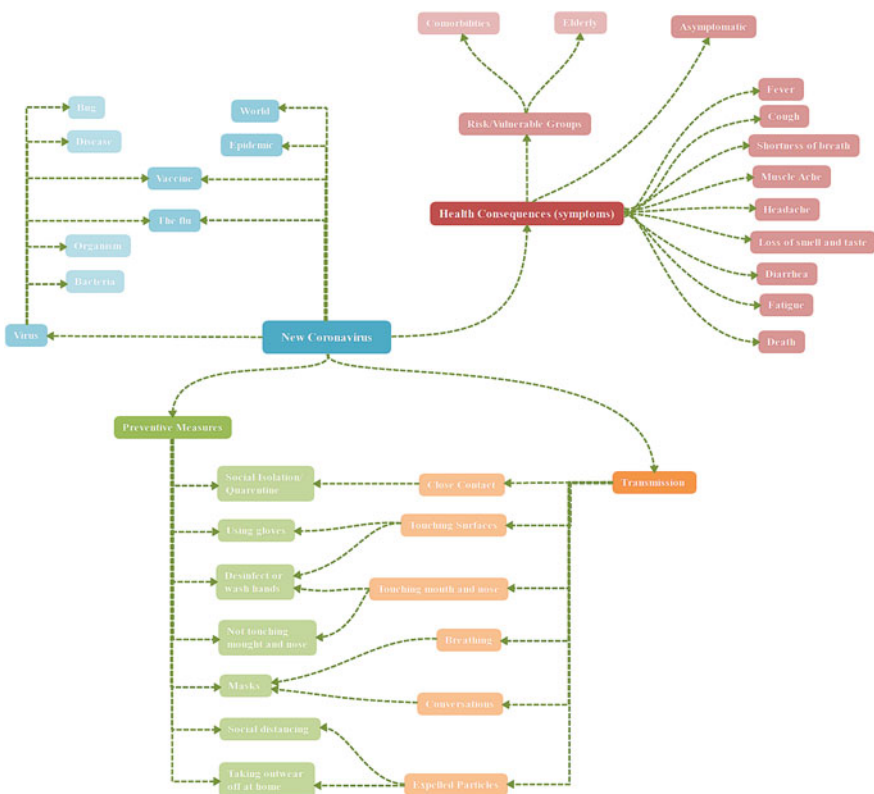 Comorbilities
Elderly
Asymptomatic
Bug
World
Fever
Cough
Disease
Epidemic
Risk/Vulnerable Groups
Shortness of breath
Vaccine
Muscle Ache
The flu
Health Consequences (symptoms)
Headache
Organism
Loss of smell and taste
Bacteria
Diarrhea
Fatigue
Virus
New Coronavirus
Death
Preventive Measures
Social Isolation/
Quarentine
Close Contact
Transmission
Using gloves
Touching Surfaces
Desinfect or
wash hands
Touching mouth and nose
Not touching
mought and nose
Breathing
Masks
Conversations
Social distancing
Taking outwear
off at home
Expelled Particles